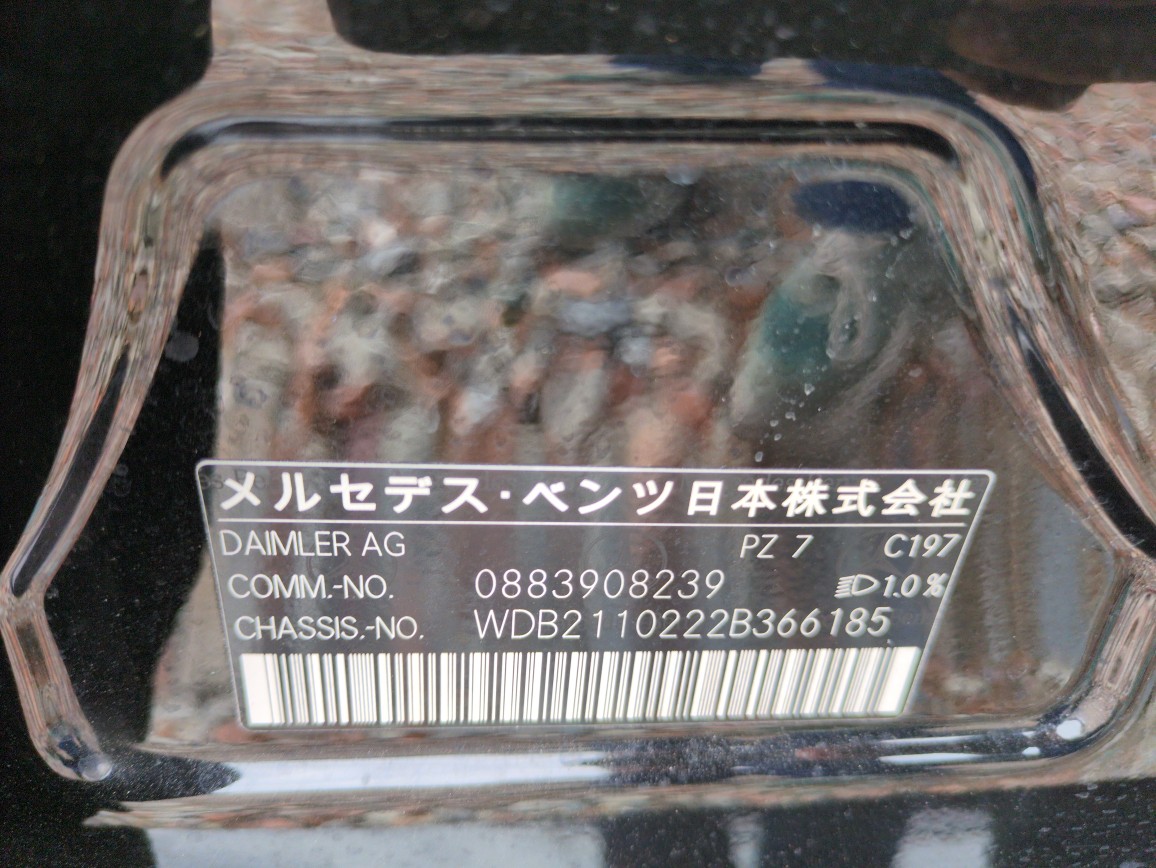 メルセデス・ベンツ日本株式会社
DAIMLER AG PZ 7 C197
COMM.-NO. 0883908239 1.0%
CHASSIS.-NO. WDB2110222B366185